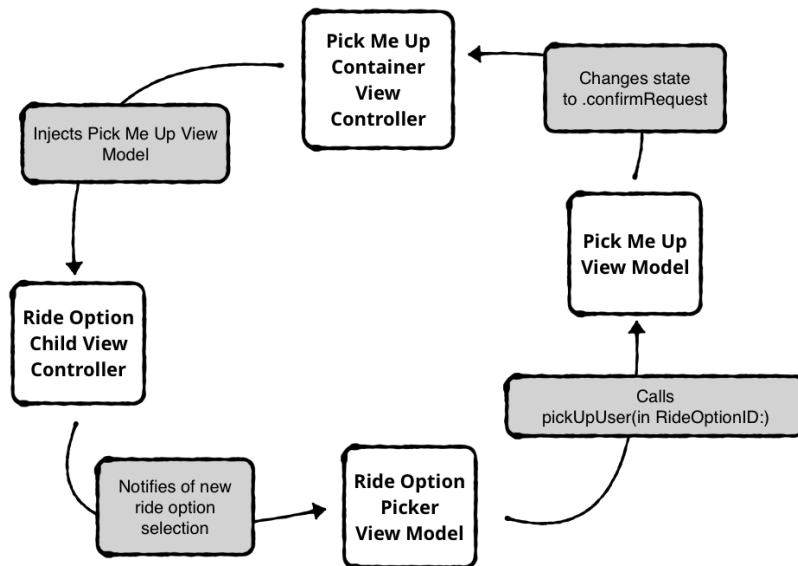 Pick Me Up
Container
View
Controller
Changes state
to .confirmRequest
Injects Pick Me Up View
Model
Pick Me Up
View Model
Ride Option
Child View
Controller
Calls
pickUpUser(in RideOptionID:)
Notifies of new
ride option
selection
Ride Option
Picker
View Model